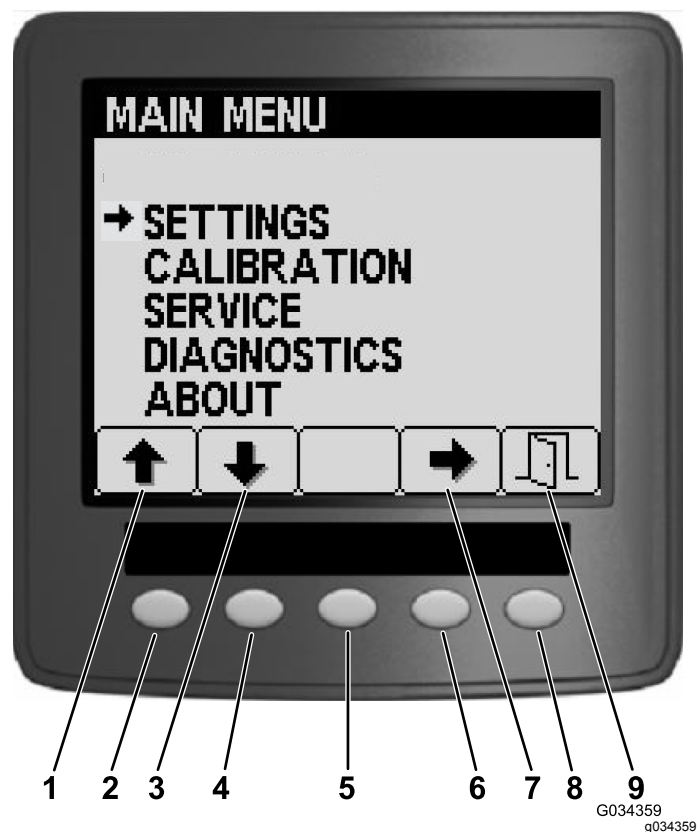 MAIN MENU
SETTINGS
CALIBRATION
SERVICE
DIAGNOSTICS
ABOUT
1 2 3 4 5 6 7 8 9
G034359
g034359